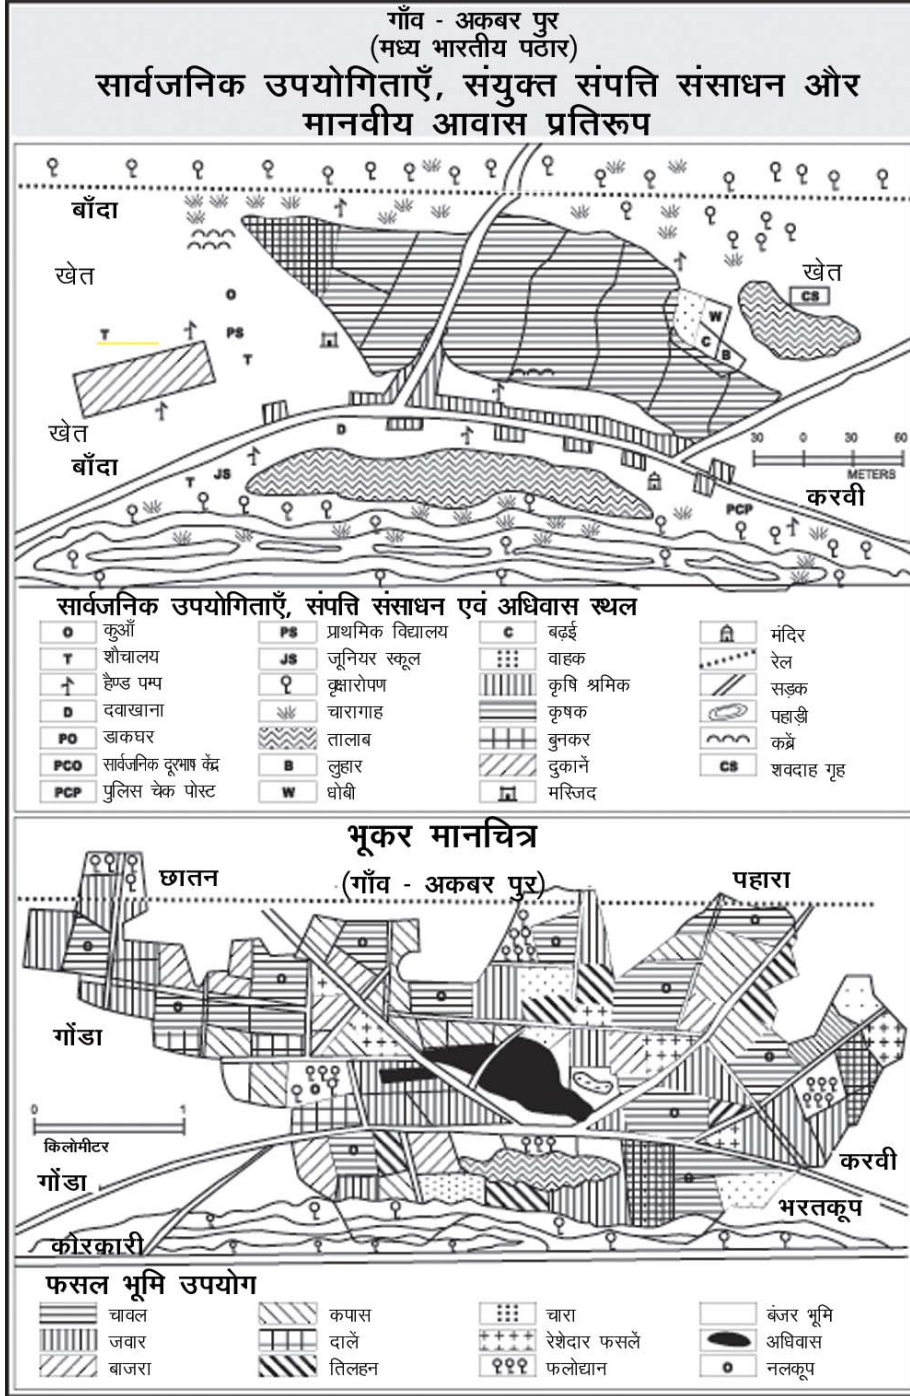 गाँव - अकबर पुर
(मध्य भारतीय पठार)
सार्वजनिक उपयोगिताएँ, संयुक्त संपत्ति संसाधन और
मानवीय आवास प्रतिरूप
बाँदा
खेत
खेत
CS
O
W
T
PS
C
T
B
खेत
D
30 0 30 60
METERS
बाँदा
JS
T
करवी
PCP
सार्वजनिक उपयोगिताएँ, संपत्ति संसाधन एवं अधिवास स्थल
O कुआँ PS प्राथमिक विद्यालय C बढ़ई मंदिर
T शौचालय JS जूनियर स्कूल वाहक रेल
हैण्ड पम्प वृक्षारोपण कृषि श्रमिक सड़क
D दवाखाना चारागाह कृषक पहाड़ी
PO डाकघर तालाब बुनकर कब्रें
PCO सार्वजनिक दूरभाष केंद्र B लुहार दुकानें CS शवदाह गृह
PCP पुलिस चेक पोस्ट W धोबी मस्जिद
भूकर मानचित्र
(गाँव - अकबर पुर)
छातन
पहारा
गोंडा
0 1
किलोमीटर
करवी
गोंडा
भरतकूप
कोरकारी
फसल भूमि उपयोग
चावल कपास चारा बंजर भूमि
जवार दालें रेशेदार फसलें अधिवास
बाजरा तिलहन फलोद्यान नलकूप